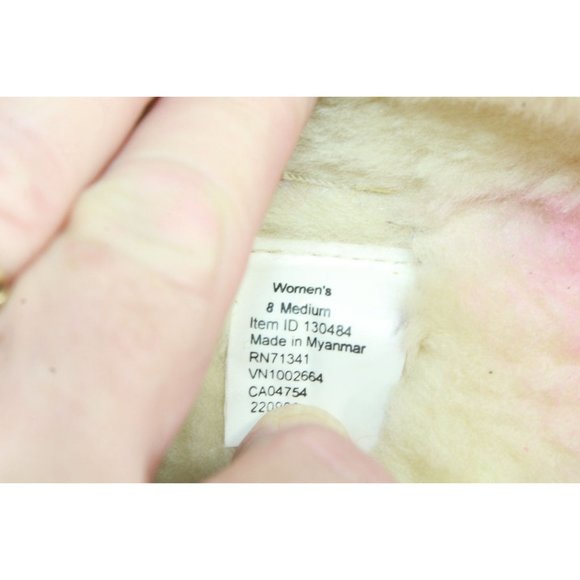 Women's
8 Medium
Item ID 130484
Made in Myanmar
RN71341
VN1002664
CA04754